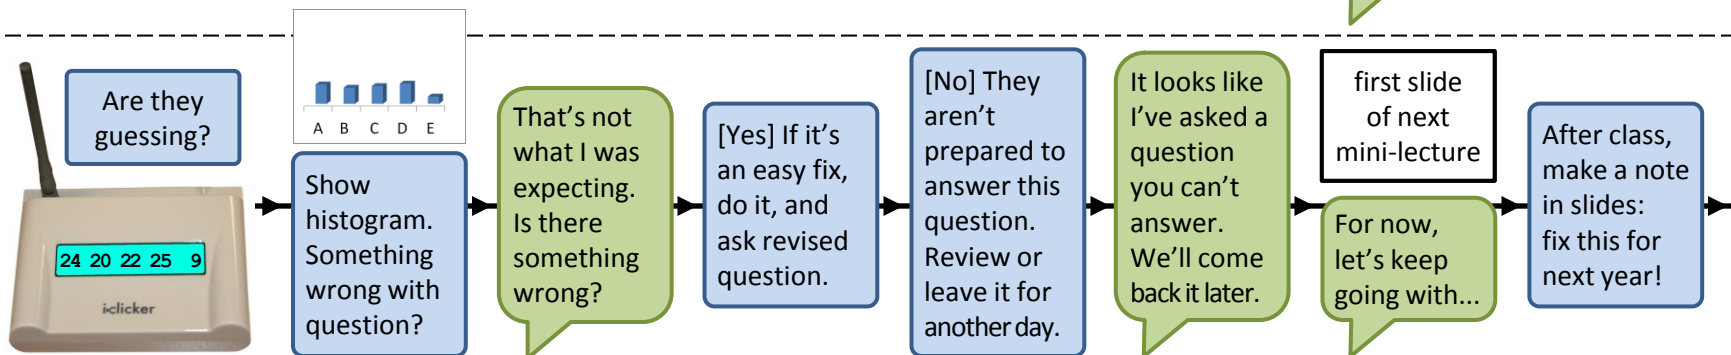 Are they
guessing?
24 20 22 25 9
i>clicker
A B C D E
Show
histogram.
Something
wrong with
question?
That’s not
what I was
expecting.
Is there
something
wrong?
[Yes] If it’s
an easy fix,
do it, and
ask revised
question.
[No] They
aren’t
prepared to
answer this
question.
Review or
leave it for
another day.
It looks like
I’ve asked a
question
you can’t
answer.
We’ll come
back it later.
first slide
of next
mini-lecture
For now,
let’s keep
going with...
After class,
make a note
in slides:
fix this for
next year!